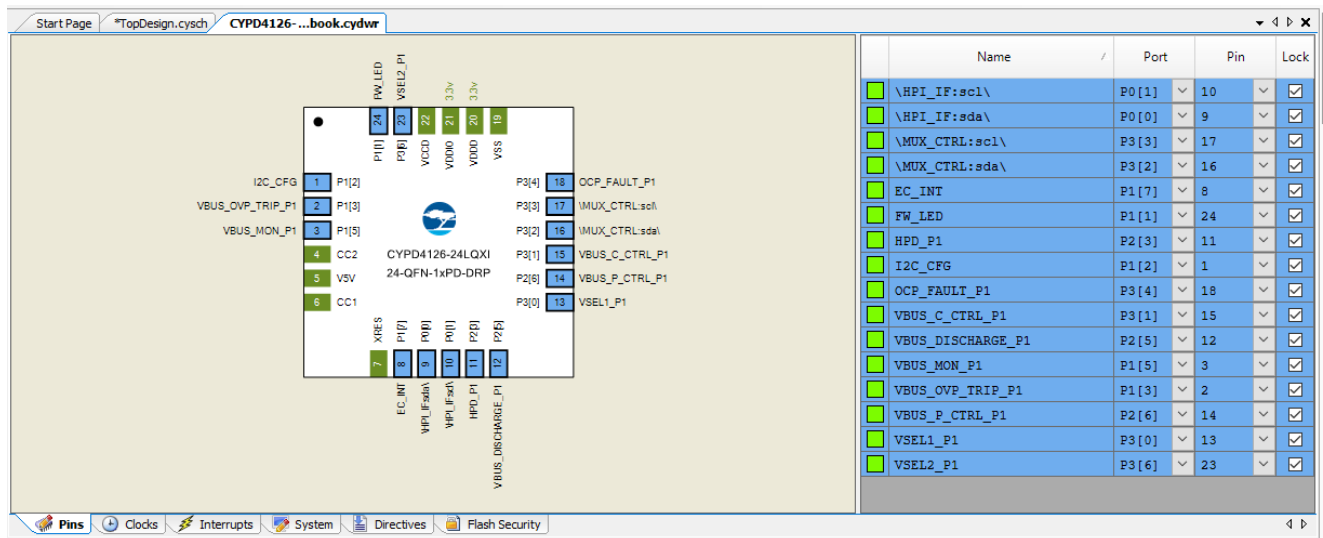 Start Page *TopDesign.cysch CYPD4126-...book.cydwr
FW_LED VSEL2_P1 3.3v 3.3v
24 23 22 21 20 19
P1[1] P3[6] VCCD VDDIO VDDD VSS
I2C_CFG 1 P1[2] P3[4] 18 OCP_FAULT_P1
VBUS_OVP_TRIP_P1 2 P1[3] P3[3] 17 \MUX_CTRL:scl\
VBUS_MON_P1 3 P1[5] P3[2] 16 \MUX_CTRL:sda\
4 CC2 CYPD4126-24LQXI P3[1] 15 VBUS_C_CTRL_P1
5 V5V 24-QFN-1xPD-DRP P2[6] 14 VBUS_P_CTRL_P1
6 CC1 P3[0] 13 VSEL1_P1
XRES P1[7] P0[0] P0[1] P2[3] P2[5]
7 8 9 10 11 12
EC_INT \HPI_IF:sda\ \HPI_IF:scl\ HPD_P1 VBUS_DISCHARGE_P1
Name / Port Pin Lock
\HPI_IF:scl\ P0[1] 10
\HPI_IF:sda\ P0[0] 9
\MUX_CTRL:scl\ P3[3] 17
\MUX_CTRL:sda\ P3[2] 16
EC_INT P1[7] 8
FW_LED P1[1] 24
HPD_P1 P2[3] 11
I2C_CFG P1[2] 1
OCP_FAULT_P1 P3[4] 18
VBUS_C_CTRL_P1 P3[1] 15
VBUS_DISCHARGE_P1 P2[5] 12
VBUS_MON_P1 P1[5] 3
VBUS_OVP_TRIP_P1 P1[3] 2
VBUS_P_CTRL_P1 P2[6] 14
VSEL1_P1 P3[0] 13
VSEL2_P1 P3[6] 23
Pins Clocks Interrupts System Directives Flash Security